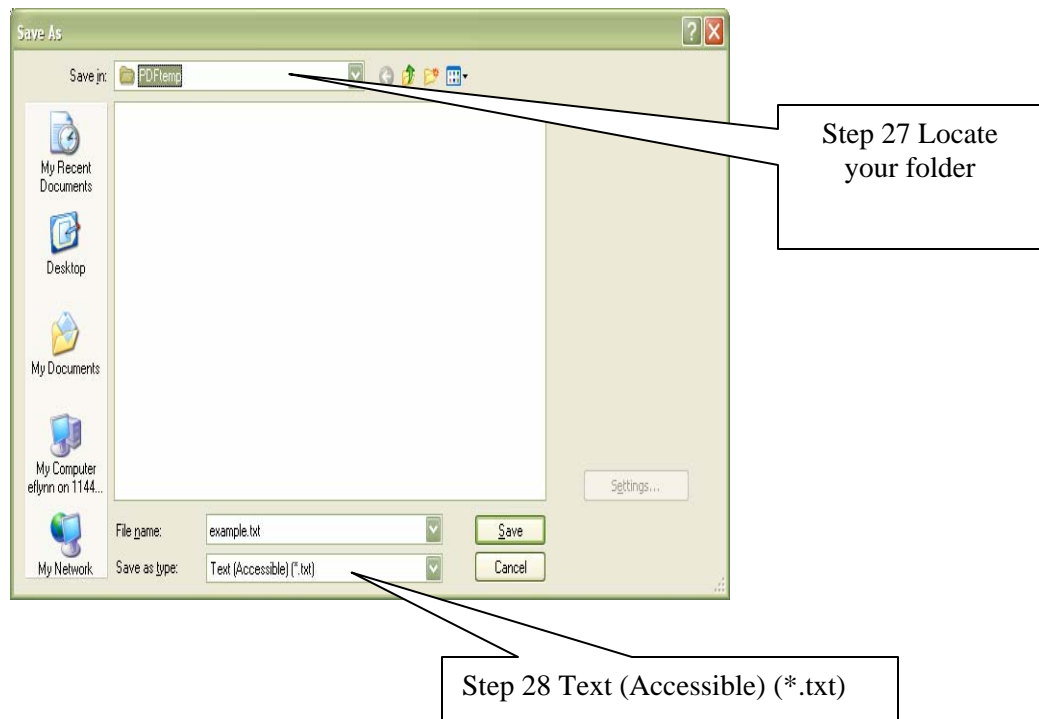 Save As
Save in:
PDFtemp
My Recent
Documents
Desktop
My Documents
My Computer
eflynn on 1144...
My Network
Settings...
File name:
example.txt
Save
Save as type:
Text (Accessible) (*.txt)
Cancel
Step 27 Locate
your folder
Step 28 Text (Accessible) (*.txt)